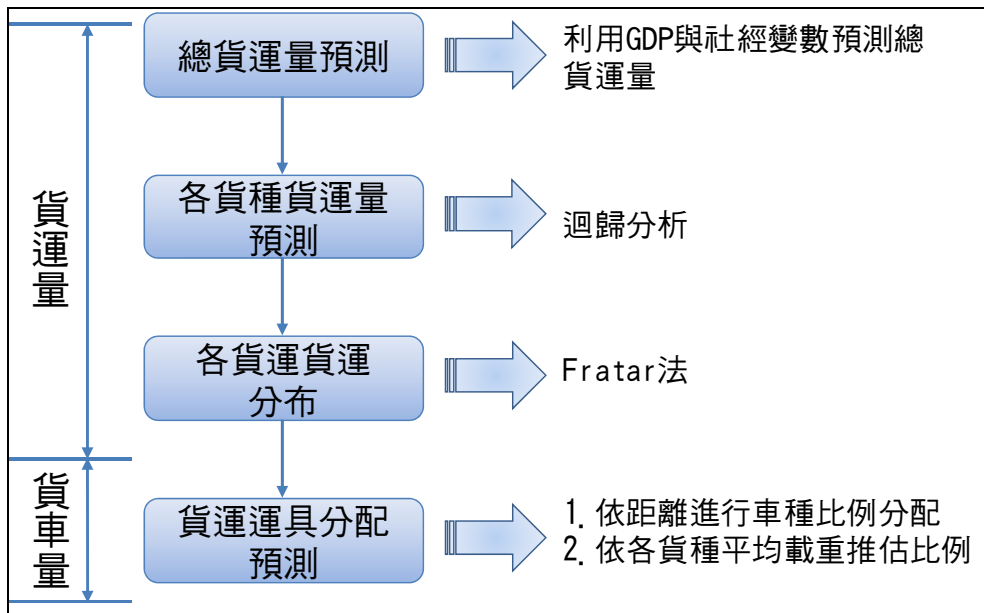 總貨運量預測
利用GDP與社經變數預測總
貨運量
貨運量
各貨種貨運量
預測
迴歸分析
各貨運貨運
分布
Fratar法
貨車量
貨運運具分配
預測
1. 依距離進行車種比例分配
2. 依各貨種平均載重推估比例